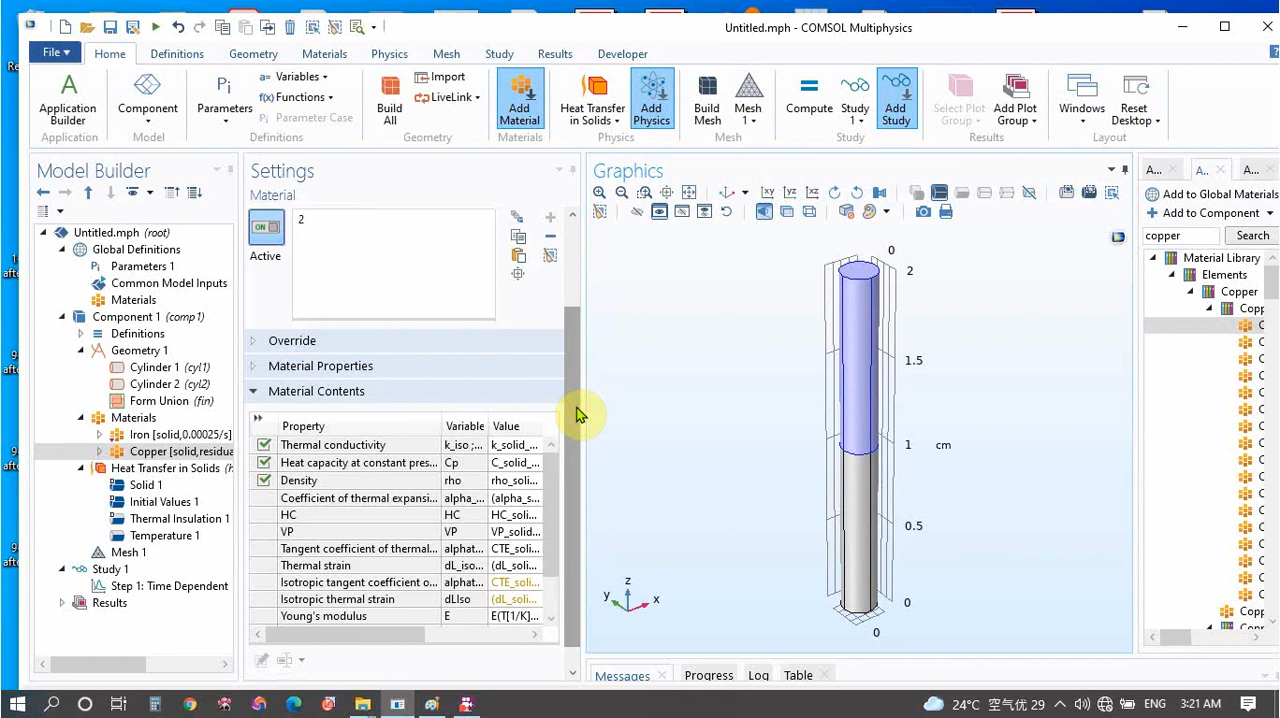 Untitled.mph - COMSOL Multiphysics
File
Home
Definitions
Geometry
Materials
Physics
Mesh
Study
Results
Developer
Application Builder
Component
Parameters
a= Variables
f(x) Functions
Pi Parameter Case
Build All
Import
LiveLink
Add Material
Heat Transfer in Solids
Add Physics
Build Mesh
Mesh 1
Compute
Study 1
Add Study
Select Plot Group
Add Plot Group
Windows
Reset Desktop
Application
Model
Definitions
Geometry
Materials
Physics
Mesh
Study
Results
Layout
Model Builder
Untitled.mph (root)
Global Definitions
Pi Parameters 1
Common Model Inputs
Materials
Component 1 (comp1)
Definitions
Geometry 1
Cylinder 1 (cyl1)
Cylinder 2 (cyl2)
Form Union (fin)
Materials
Iron [solid,0.00025/s]
Copper [solid,residua
Heat Transfer in Solids (h
Solid 1
Initial Values 1
Thermal Insulation 1
Temperature 1
Mesh 1
Study 1
Step 1: Time Dependent
Results
Settings
Material
ON
Active
2
Override
Material Properties
Material Contents
Property Variable Value
Thermal conductivity k_iso ;... k_solid_...
Heat capacity at constant pres... Cp C_solid_...
Density rho rho_soli...
Coefficient of thermal expansi... alpha_... (alpha_s...
HC HC HC_soli...
VP VP VP_solid...
Tangent coefficient of thermal... alphat... CTE_soli...
Thermal strain dL_iso... (dL_soli...
Isotropic tangent coefficient o... alphat... CTE_soli...
Isotropic thermal strain dLIso (dL_soli...
Young's modulus E E(T[1/K]...
Graphics
0
2
1.5
1 cm
0.5
0
0
z
y
x
Messages
Progress
Log
Table
A...
A..
A...
Add to Global Materials
Add to Component
copper
Search
Material Library
Elements
Copper
Copp
Copp
24°C 空气优 29
ENG
3:21 AM